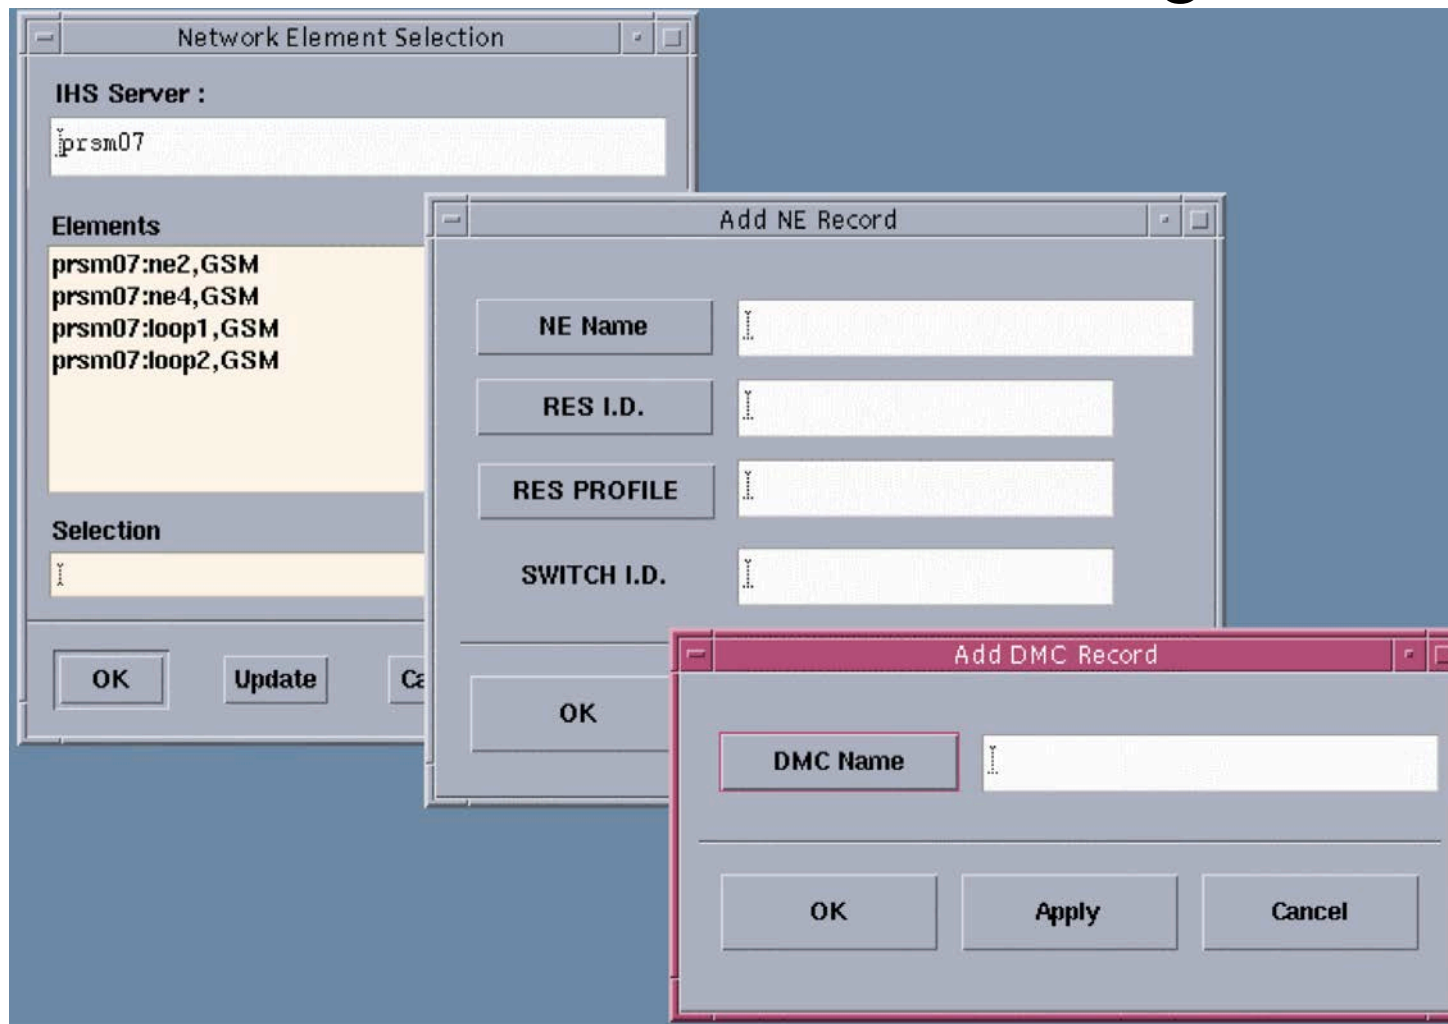 Network Element Selection
IHS Server :
prsm07
Elements
prsm07:ne2,GSM
prsm07:ne4,GSM
prsm07:loop1,GSM
prsm07:loop2,GSM
Selection
OK Update
Add NE Record
NE Name
RES I.D.
RES PROFILE
SWITCH I.D.
OK
Add DMC Record
DMC Name
OK Apply Cancel